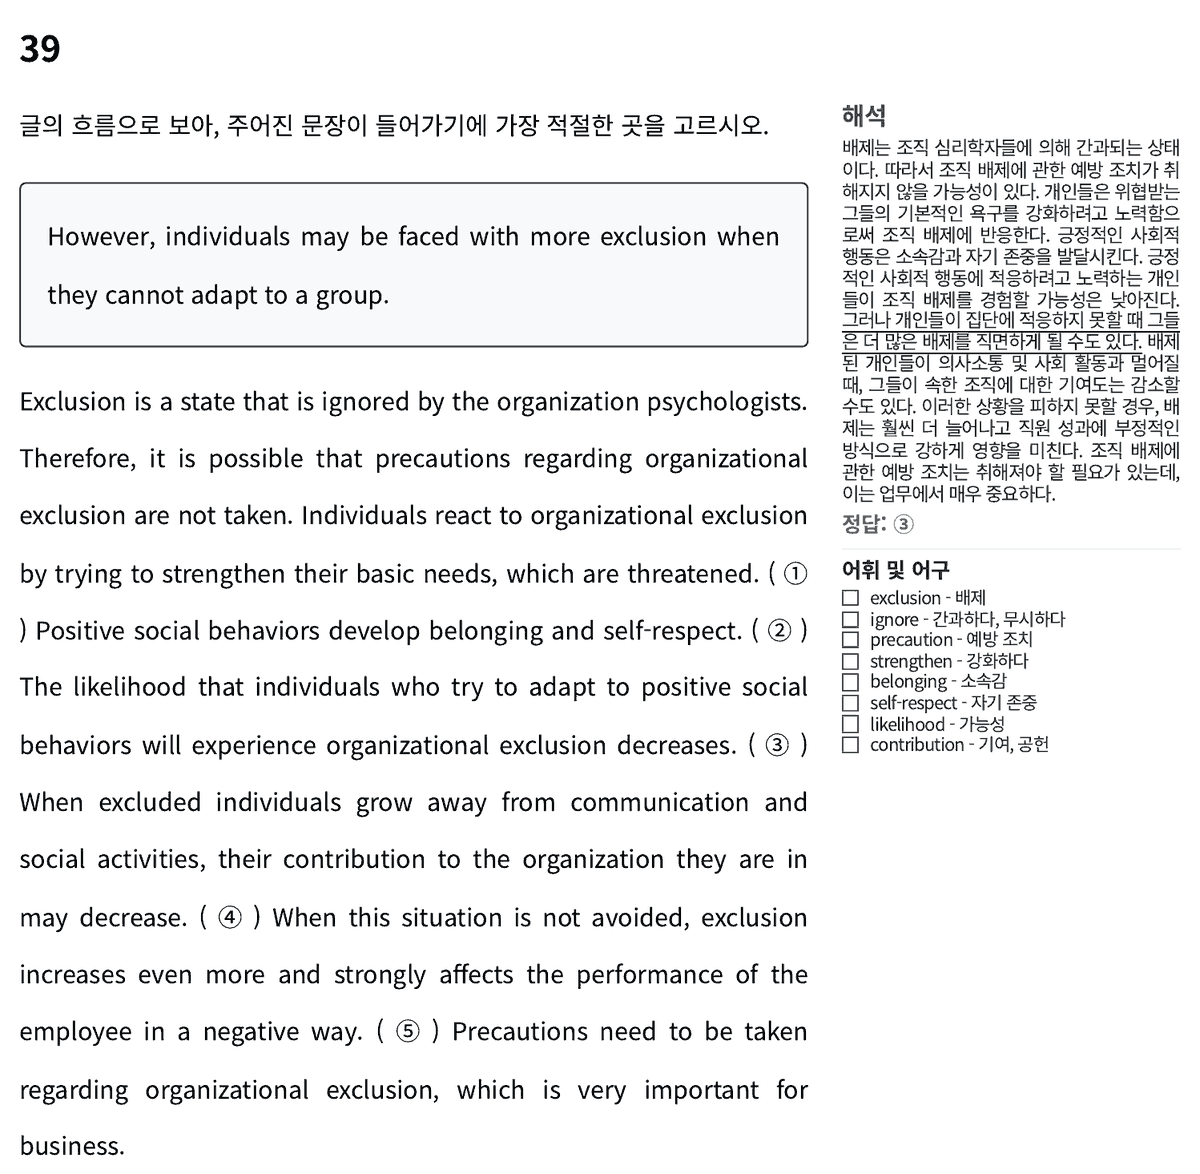 39
글의 흐름으로 보아, 주어진 문장이 들어가기에 가장 적절한 곳을 고르시오.
However, individuals may be faced with more exclusion when
they cannot adapt to a group.
Exclusion is a state that is ignored by the organization psychologists.
Therefore, it is possible that precautions regarding organizational
exclusion are not taken. Individuals react to organizational exclusion
by trying to strengthen their basic needs, which are threatened. ( ①
) Positive social behaviors develop belonging and self-respect. ( ② )
The likelihood that individuals who try to adapt to positive social
behaviors will experience organizational exclusion decreases. ( ③ )
When excluded individuals grow away from communication and
social activities, their contribution to the organization they are in
may decrease. ( ④ ) When this situation is not avoided, exclusion
increases even more and strongly affects the performance of the
employee in a negative way. ( ⑤ ) Precautions need to be taken
regarding organizational exclusion, which is very important for
business.
해석
배제는 조직 심리학자들에 의해 간과되는 상태
이다. 따라서 조직 배제에 관한 예방 조치가 취
해지지 않을 가능성이 있다. 개인들은 위협받는
그들의 기본적인 욕구를 강화하려고 노력함으
로써 조직 배제에 반응한다. 긍정적인 사회적
행동은 소속감과 자기 존중을 발달시킨다. 긍정
적인 사회적 행동에 적응하려고 노력하는 개인
들이 조직 배제를 경험할 가능성은 낮아진다.
그러나 개인들이 집단에 적응하지 못할 때 그들
은 더 많은 배제를 직면하게 될 수도 있다. 배제
된 개인들이 의사소통 및 사회 활동과 멀어질
때, 그들이 속한 조직에 대한 기여도는 감소할
수도 있다. 이러한 상황을 피하지 못할 경우, 배
제는 훨씬 더 늘어나고 직원 성과에 부정적인
방식으로 강하게 영향을 미친다. 조직 배제에
관한 예방 조치는 취해져야 할 필요가 있는데,
이는 업무에서 매우 중요하다.
정답: ③
어휘 및 어구
exclusion - 배제
ignore - 간과하다, 무시하다
precaution - 예방 조치
strengthen - 강화하다
belonging - 소속감
self-respect - 자기 존중
likelihood - 가능성
contribution - 기여, 공헌